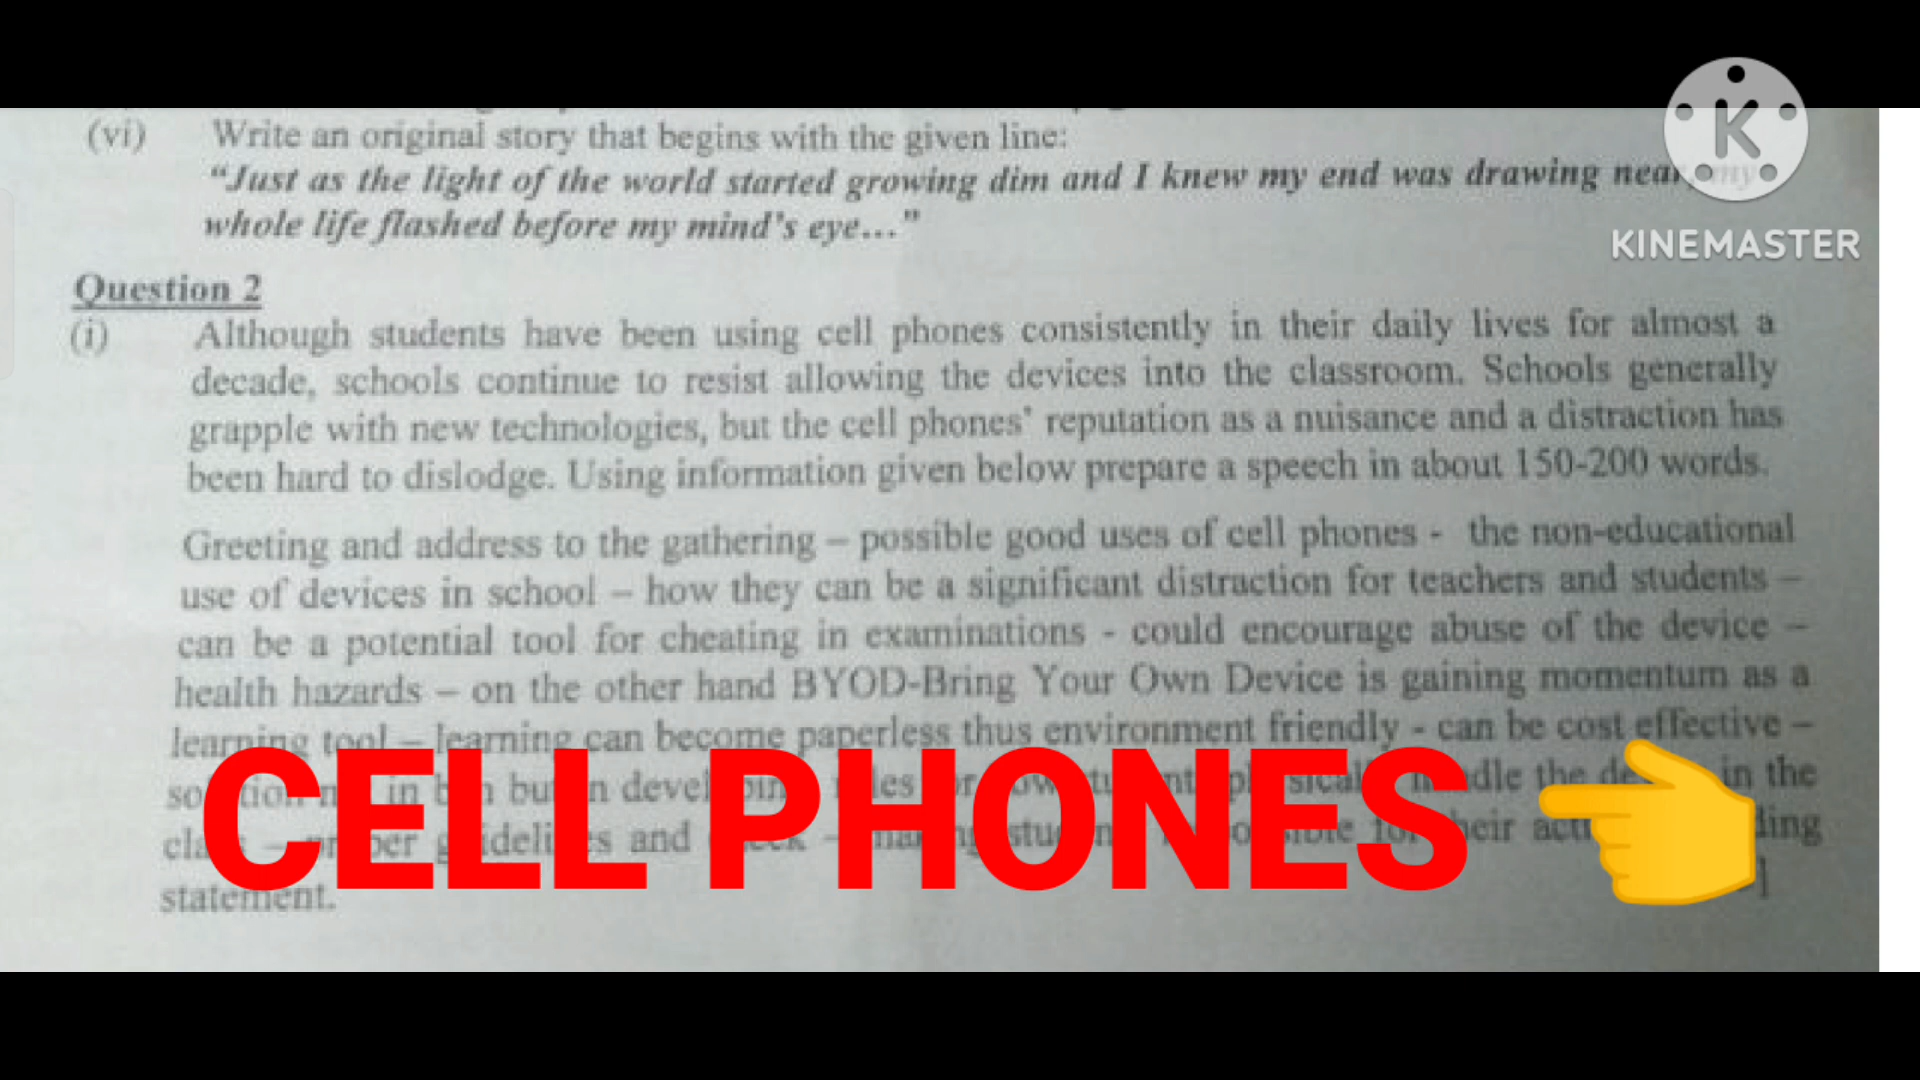 (vi) Write an original story that begins with the given line:
"Just as the light of the world started growing dim and I knew my end was drawing near, my
whole life flashed before my mind's eye..."
K
KINEMASTER
Question 2
(i) Although students have been using cell phones consistently in their daily lives for almost a
decade, schools continue to resist allowing the devices into the classroom. Schools generally
grapple with new technologies, but the cell phones' reputation as a nuisance and a distraction has
been hard to dislodge. Using information given below prepare a speech in about 150-200 words.
Greeting and address to the gathering – possible good uses of cell phones - the non-educational
use of devices in school – how they can be a significant distraction for teachers and students –
can be a potential tool for cheating in examinations - could encourage abuse of the device –
health hazards – on the other hand BYOD-Bring Your Own Device is gaining momentum as a
learning tool – learning can become paperless thus environment friendly - can be cost effective –
in but the in the
and their
statement.
CELL PHONES